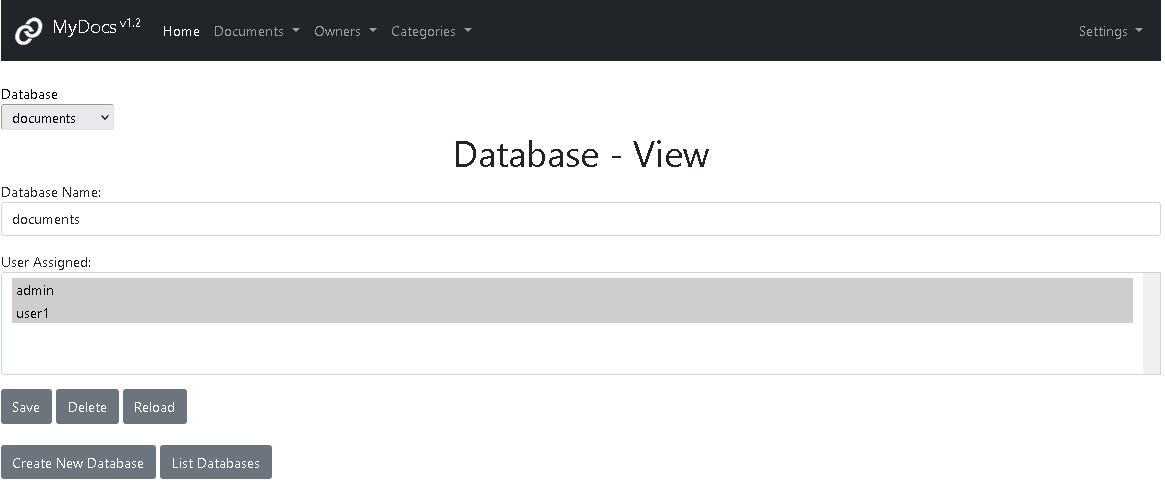 MyDocs v1.2 Home Documents Owners Categories Settings
Database
documents
Database - View
Database Name:
documents
User Assigned:
admin
user1
Save Delete Reload
Create New Database List Databases